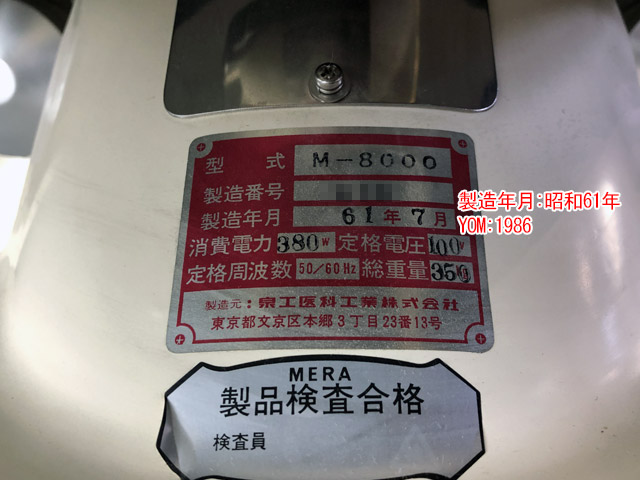 型 式 M-8000
製造番号
製造年月 61年7月
消費電力 380W 定格電圧 100V
定格周波数 50/60Hz 総重量 350
製造元:泉工医科工業株式会社
東京都文京区本郷3丁目23番13号
製造年月:昭和61年
YOM:1986
MERA
製品検査合格
検査員